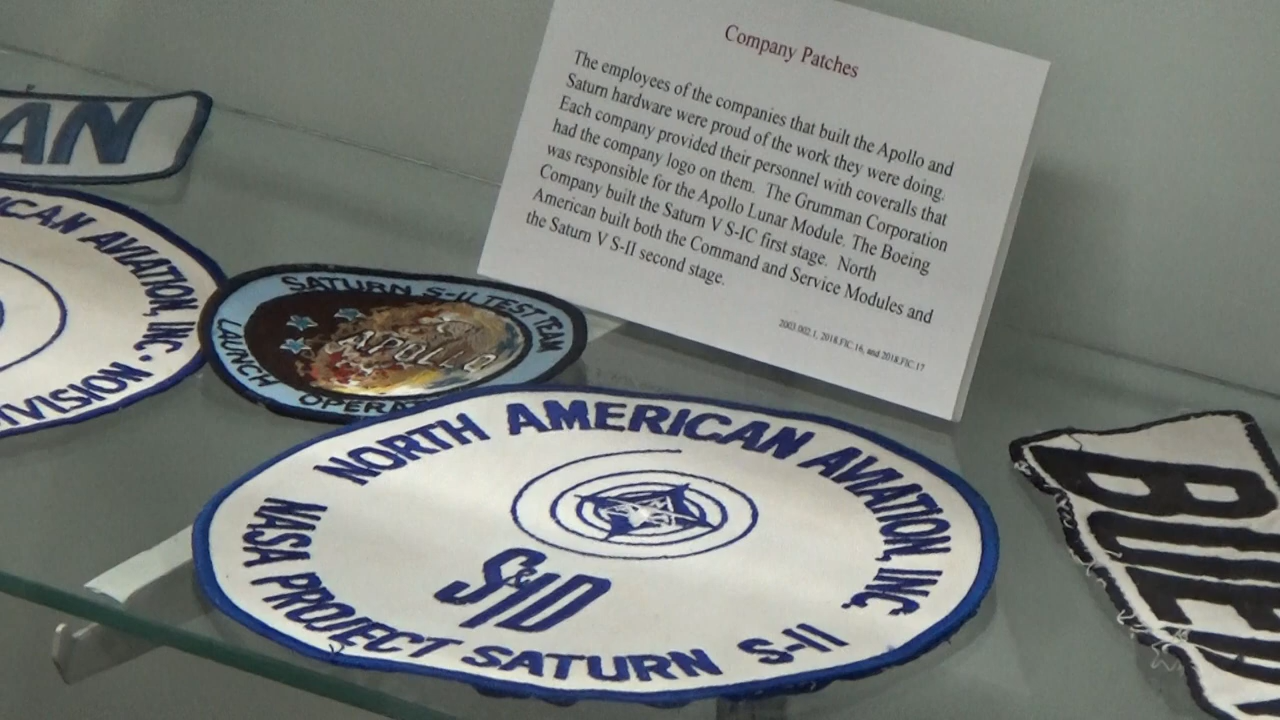 Company Patches
The employees of the companies that built the Apollo and
Saturn hardware were proud of the work they were doing.
Each company provided their personnel with coveralls that
had the company logo on them. The Grumman Corporation
was responsible for the Apollo Lunar Module. The Boeing
Company built the Saturn V S-IC first stage. North
American built both the Command and Service Modules and
the Saturn V S-II second stage.
2003.002.1, 2018.FIC.16, and 2018.FIC.17
AN
ICAN AVIATION, INC.
IVISION
SATURN S-II TEST TEAM
APOLLO
LAUNCH OPERA
NORTH AMERICAN AVIATION, INC.
SID
NASA PROJECT SATURN S-II